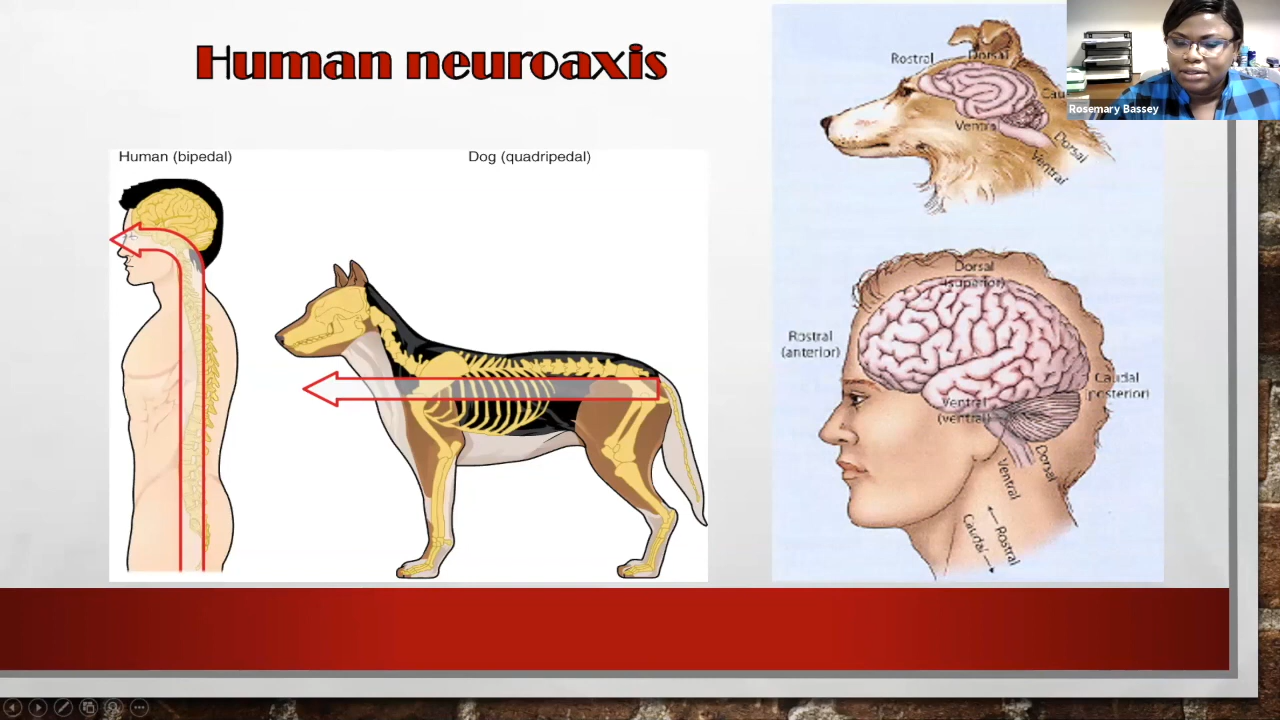 Human neuroaxis
Human (bipedal)
Dog (quadripedal)
Rostral
Dorsal
Ventral
Dorsal
Ventral
Rosemary Bassey
Dorsal
(superior)
Rostral
(anterior)
Caudal
(posterior)
Ventral
(ventral)
Dorsal
Ventral
Rostral
Caudal